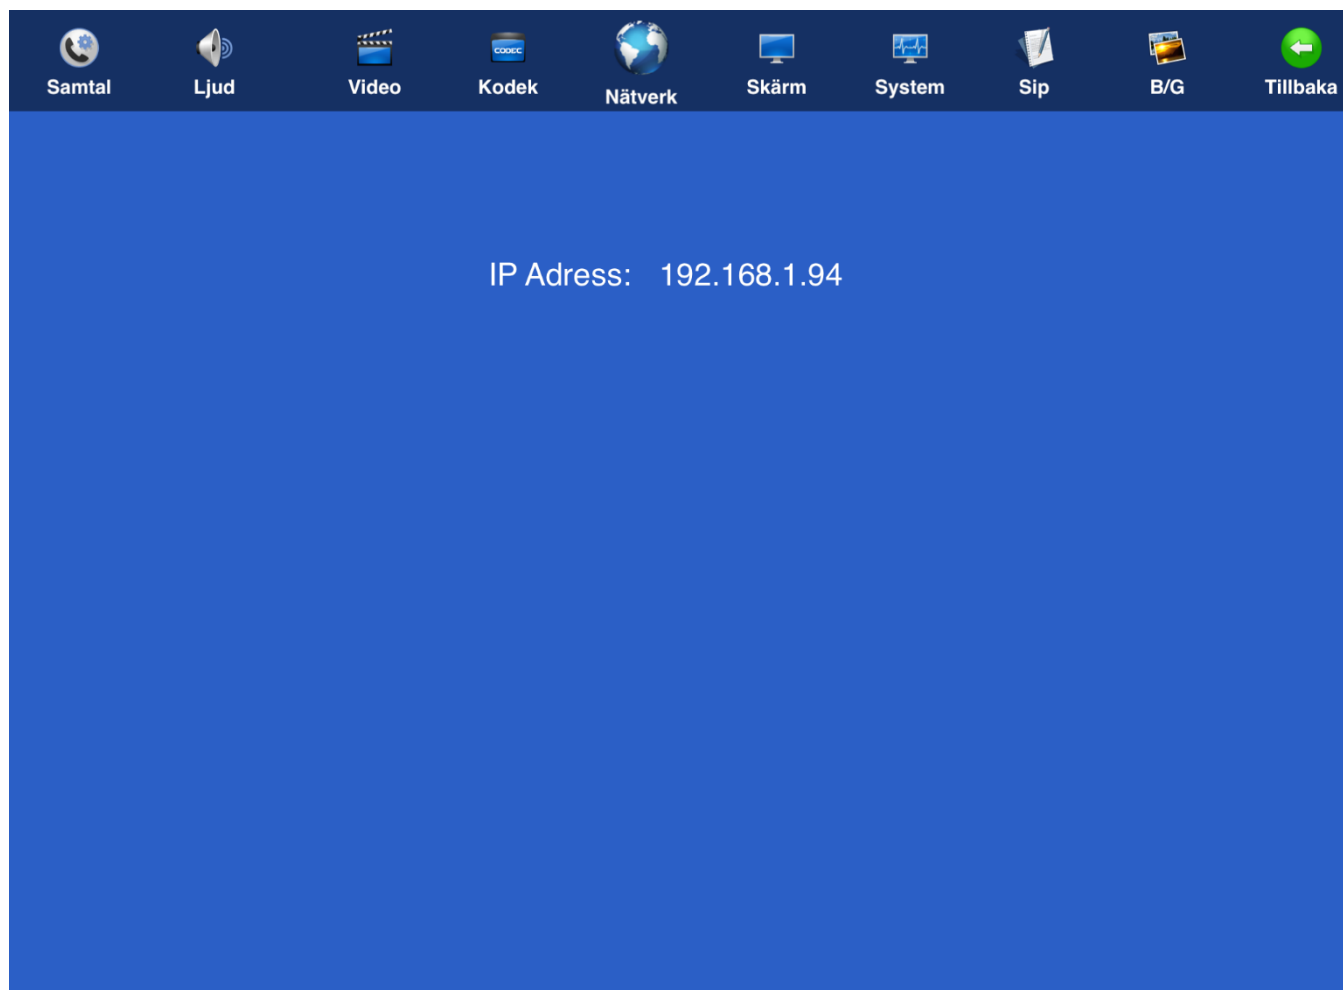 Samtal Ljud Video CODEC Kodek Nätverk Skärm System Sip B/G Tillbaka
IP Adress: 192.168.1.94